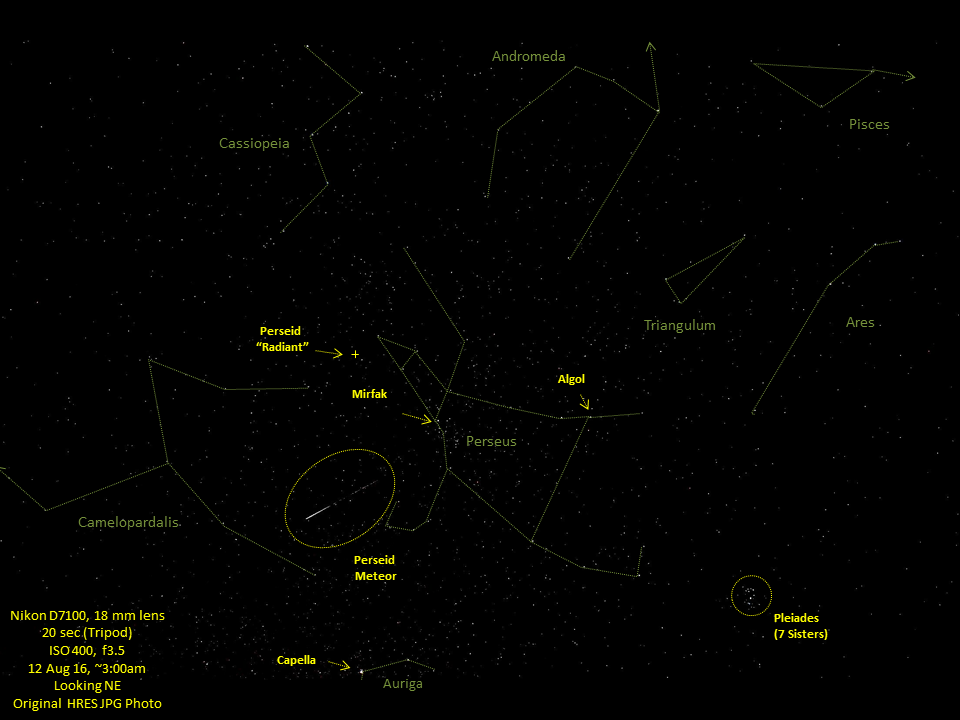 Andromeda
Pisces
Cassiopeia
Triangulum
Ares
Perseid
“Radiant”
Algol
Mirfak
Perseus
Camelopardalis
Perseid
Meteor
Pleiades
(7 Sisters)
Capella
Auriga
Nikon D7100, 18 mm lens
20 sec (Tripod)
ISO 400, f3.5
12 Aug 16, ~3:00am
Looking NE
Original HRES JPG Photo